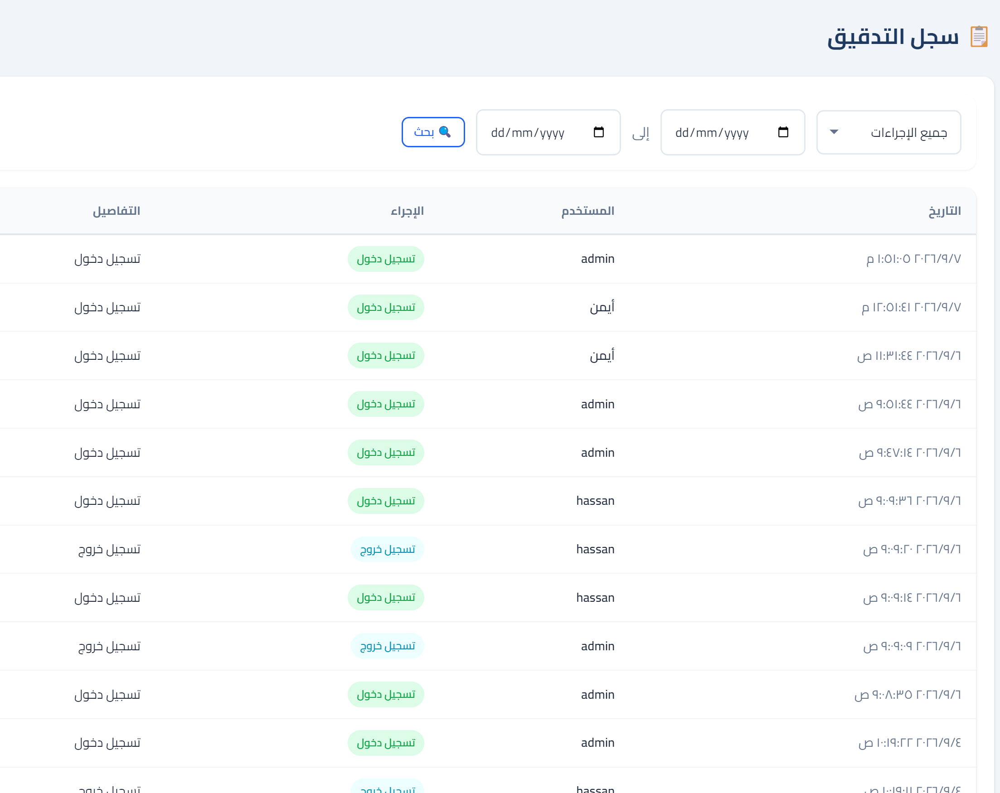 سجل التدقيق
جميع الإجراءات dd/mm/yyyy إلى dd/mm/yyyy بحث
التاريخ المستخدم الإجراء التفاصيل
٢٠٢٦/٩/٧ ١:٥١:٠٥ م admin تسجيل دخول تسجيل دخول
٢٠٢٦/٩/٧ ١٢:٥١:٤١ م أيمن تسجيل دخول تسجيل دخول
٢٠٢٦/٩/٦ ١١:٣١:٤٤ ص أيمن تسجيل دخول تسجيل دخول
٢٠٢٦/٩/٦ ٩:٥١:٤٤ ص admin تسجيل دخول تسجيل دخول
٢٠٢٦/٩/٦ ٩:٤٧:١٤ ص admin تسجيل دخول تسجيل دخول
٢٠٢٦/٩/٦ ٩:٠٩:٣٦ ص hassan تسجيل دخول تسجيل دخول
٢٠٢٦/٩/٦ ٩:٠٩:٢٠ ص hassan تسجيل خروج تسجيل خروج
٢٠٢٦/٩/٦ ٩:٠٩:١٤ ص hassan تسجيل دخول تسجيل دخول
٢٠٢٦/٩/٦ ٩:٠٩:٠٩ ص admin تسجيل خروج تسجيل خروج
٢٠٢٦/٩/٦ ٩:٠٨:٣٥ ص admin تسجيل دخول تسجيل دخول
٢٠٢٦/٩/٤ ١٠:١٩:٢٢ ص admin تسجيل دخول تسجيل دخول
٢٠٢٦/٩/٤ ١٠:١٩:١١ ص hassan تسجيل خروج تسجيل خروج